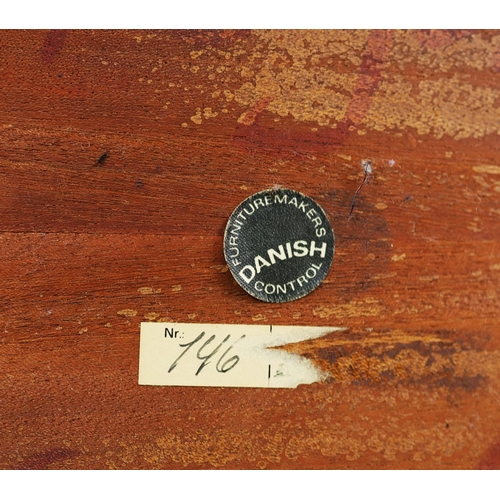 FURNITUREMAKERS
DANISH
CONTROL
Nr.: 146